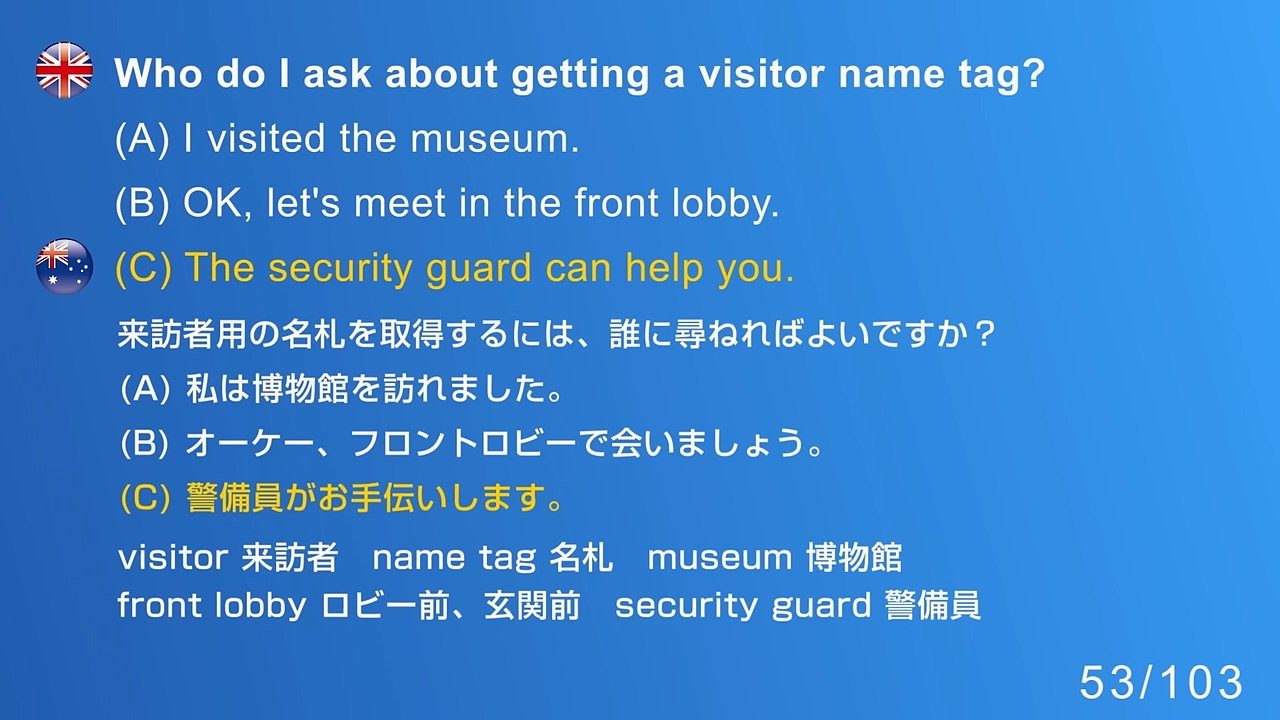 Who do I ask about getting a visitor name tag?
(A) I visited the museum.
(B) OK, let's meet in the front lobby.
(C) The security guard can help you.
来訪者用の名札を取得するには、誰に尋ねればよいですか？
(A) 私は博物館を訪れました。
(B) オーケー、フロントロビーで会いましょう。
(C) 警備員がお手伝いします。
visitor 来訪者　name tag 名札　museum 博物館
front lobby ロビー前、玄関前　security guard 警備員
53/103